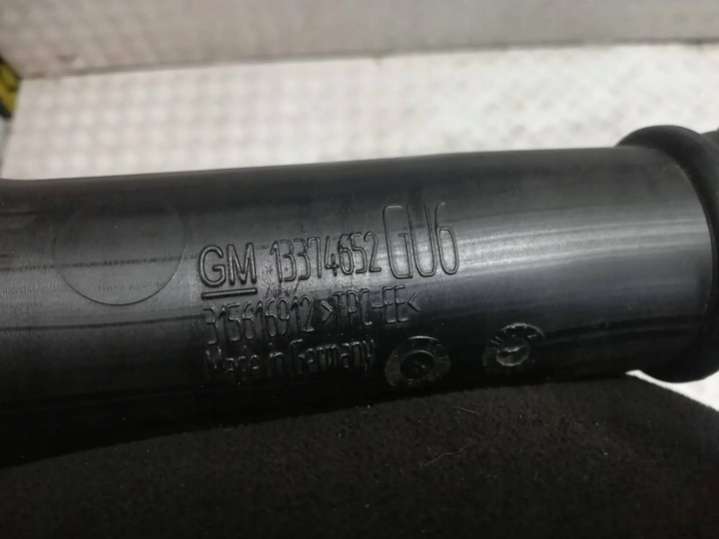 GM 13374652 GU6
315616912 >TPC-EE<
Made in Germany